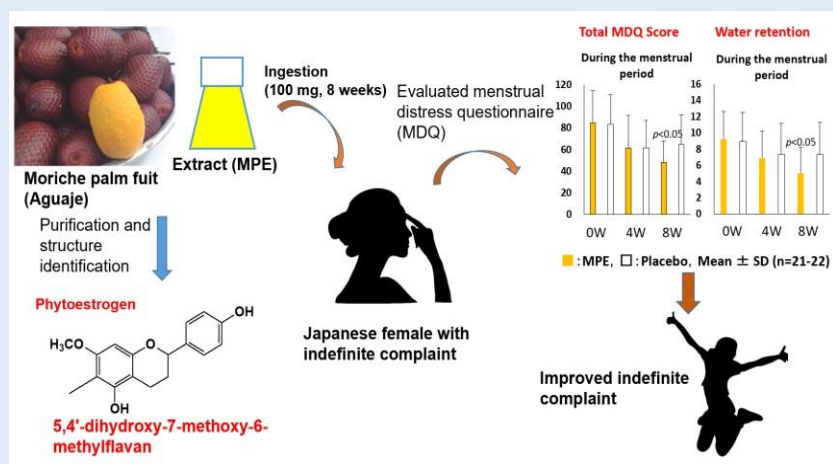 Moriche palm fuit
(Aguaje)
Extract (MPE)
Purification and
structure
identification
Phytoestrogen
OH
H₃CO
O
OH
5,4'-dihydroxy-7-methoxy-6-
methylflavan
Ingestion
(100 mg, 8 weeks)
Evaluated menstrual
distress questionnaire
(MDQ)
Japanese female with
indefinite complaint
Total MDQ Score
During the menstrual
period
120
100
80
60
40
20
0
p<0.05
0W 4W 8W
Water retention
During the menstrual
period
16
14
12
10
8
6
4
2
0
p<0.05
0W 4W 8W
: MPE, : Placebo, Mean ± SD (n=21-22)
Improved indefinite
complaint